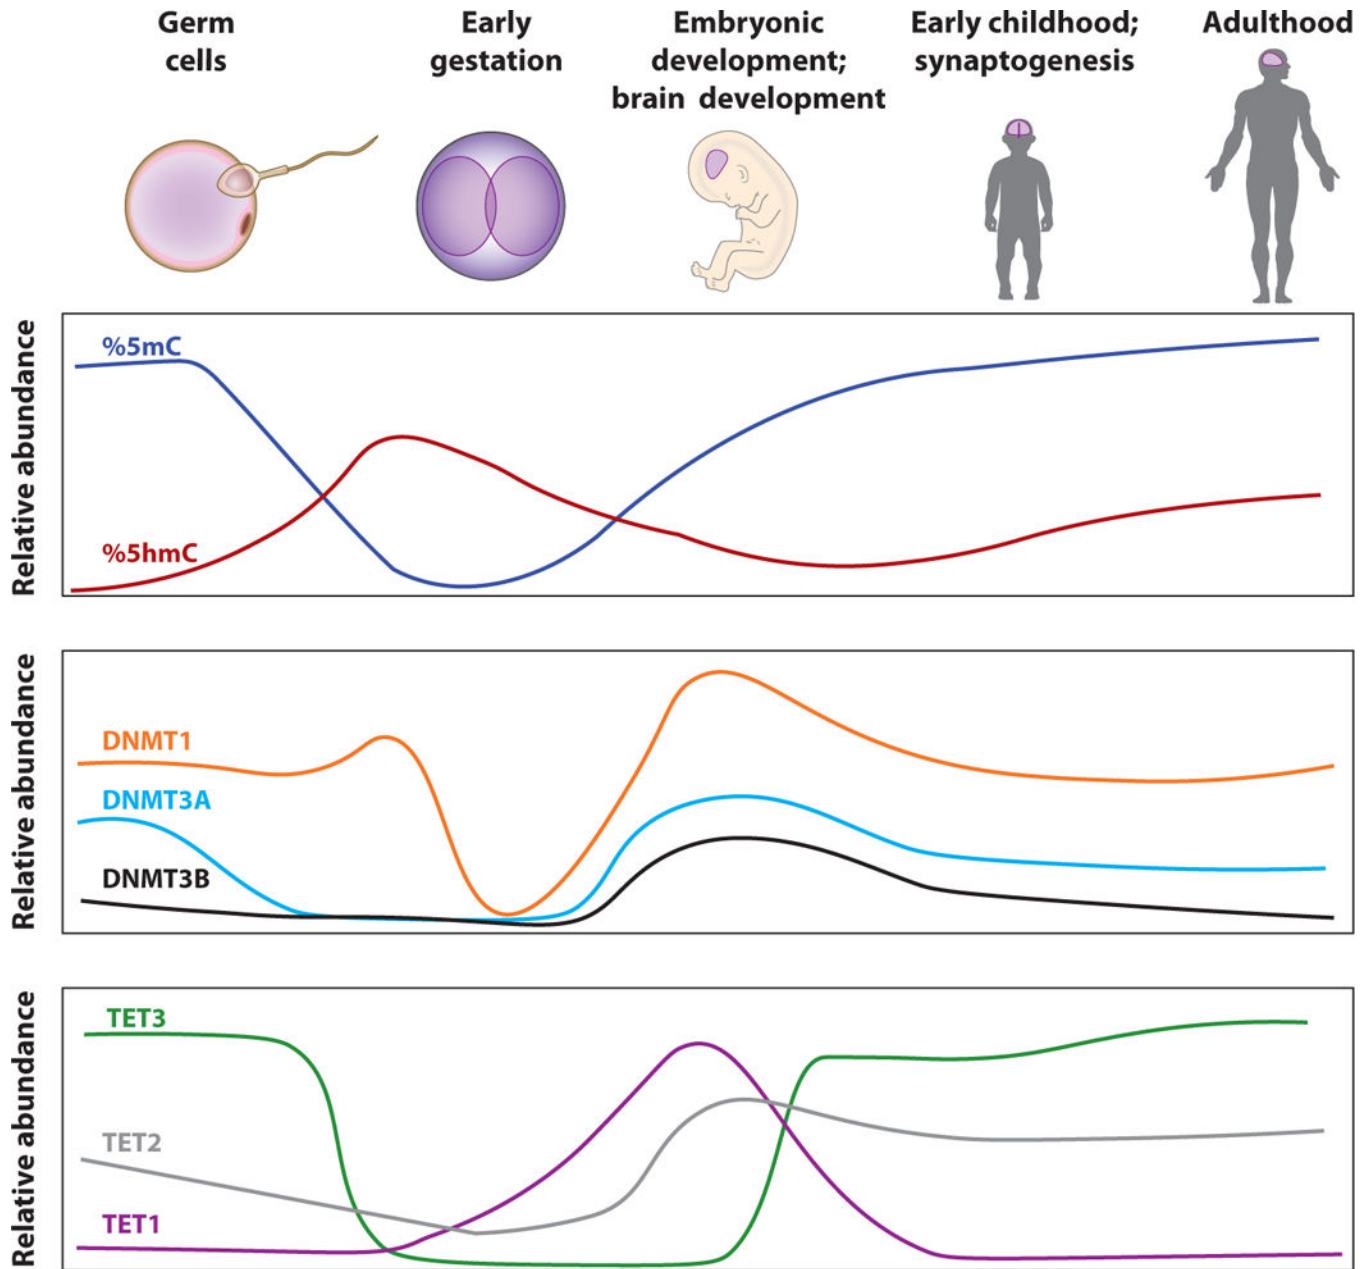 Germ
cells
Early
gestation
Embryonic
development;
brain development
Early childhood;
synaptogenesis
Adulthood
Relative abundance
%5mC
%5hmC
Relative abundance
DNMT1
DNMT3A
DNMT3B
Relative abundance
TET3
TET2
TET1